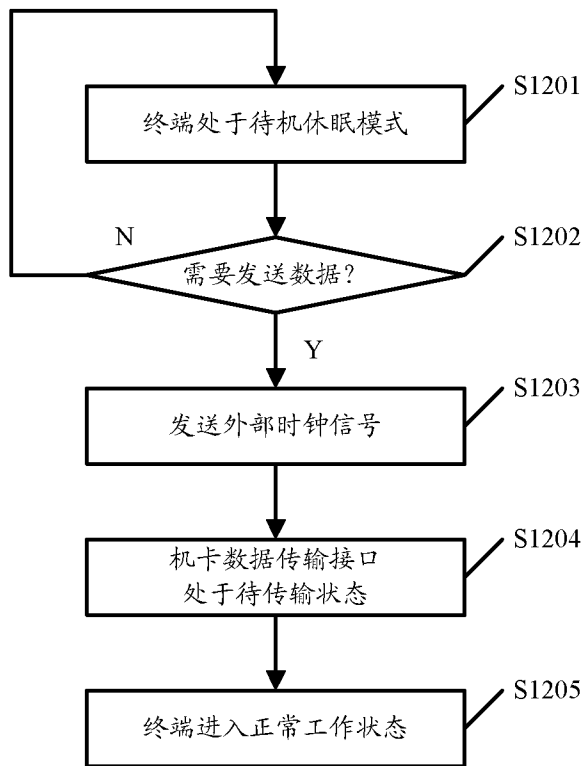 S1201
终端处于待机休眠模式
N
S1202
需要发送数据?
Y
S1203
发送外部时钟信号
S1204
机卡数据传输接口
处于待传输状态
S1205
终端进入正常工作状态